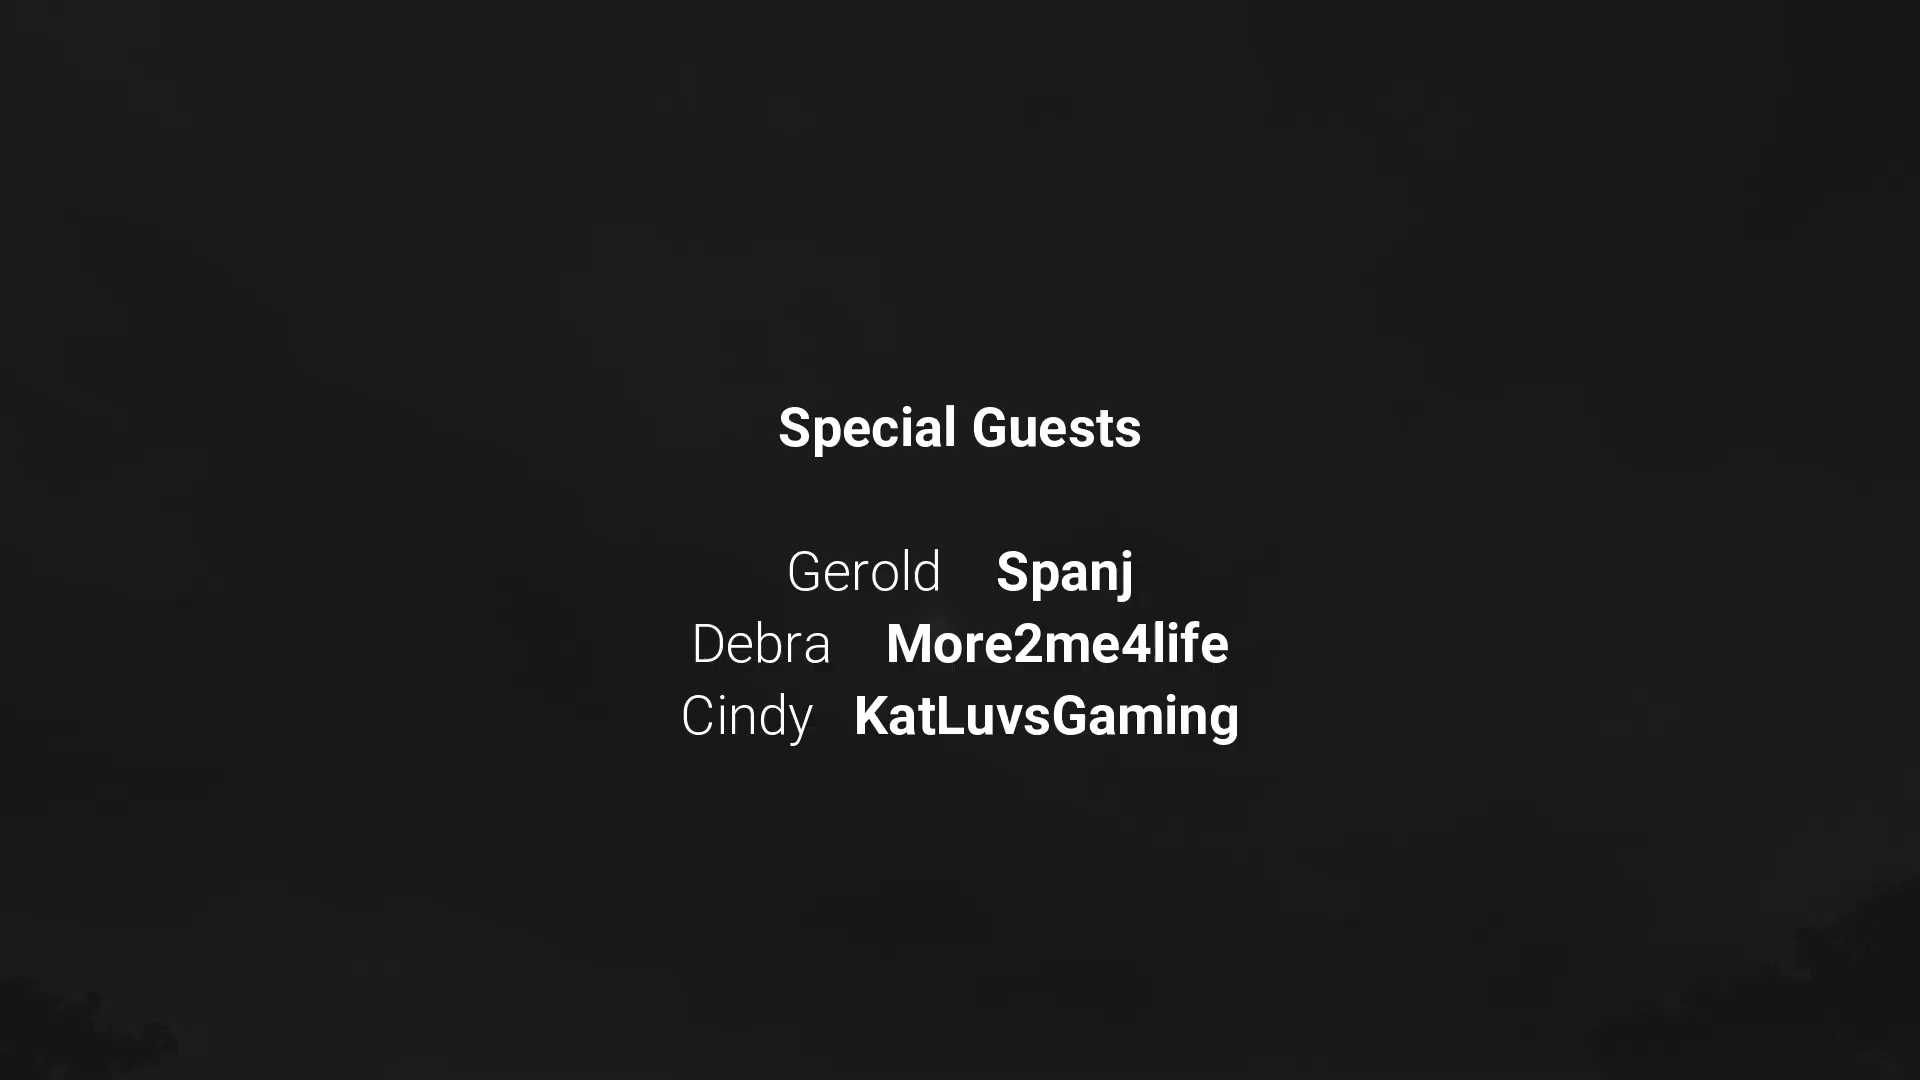 Special Guests
Gerold Spanj
Debra More2me4life
Cindy KatLuvsGaming